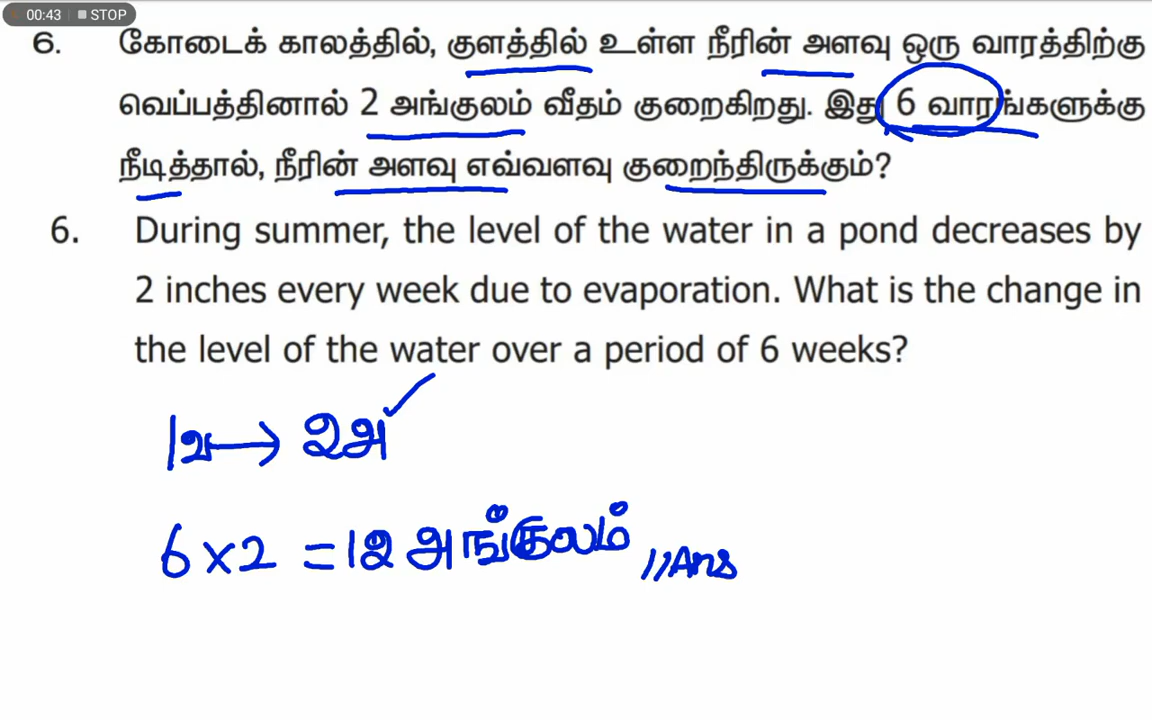 00:43 STOP
6. கோடைக் காலத்தில், குளத்தில் உள்ள நீரின் அளவு ஒரு வாரத்திற்கு
வெப்பத்தினால் 2 அங்குலம் வீதம் குறைகிறது. இது 6 வாரங்களுக்கு
நீடித்தால், நீரின் அளவு எவ்வளவு குறைந்திருக்கும்?
6. During summer, the level of the water in a pond decreases by
2 inches every week due to evaporation. What is the change in
the level of the water over a period of 6 weeks?
1வ → 2அ
6 × 2 = 12 அங்குலம் //Ans